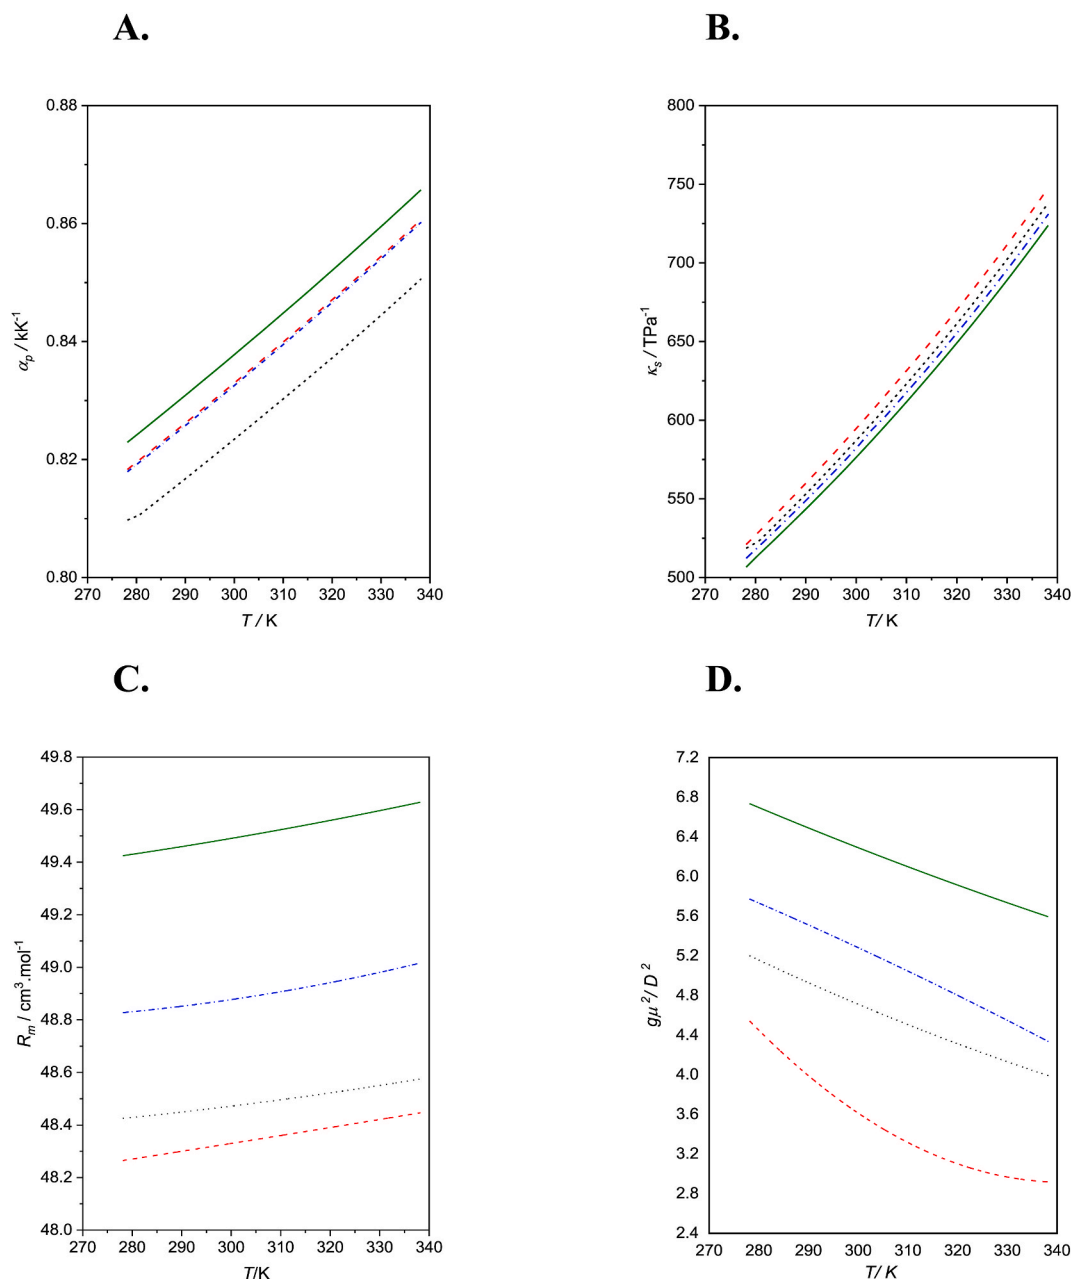 A.
0.88
0.86
0.84
0.82
0.80
αp / kK-1
270 280 290 300 310 320 330 340
T / K
B.
800
750
700
650
600
550
500
κs / TPa-1
270 280 290 300 310 320 330 340
T/ K
C.
49.8
49.6
49.4
49.2
49.0
48.8
48.6
48.4
48.2
48.0
Rm / cm3.mol-1
270 280 290 300 310 320 330 340
T/K
D.
7.2
6.8
6.4
6.0
5.6
5.2
4.8
4.4
4.0
3.6
3.2
2.8
2.4
gμ2/ D2
270 280 290 300 310 320 330 340
T/ K